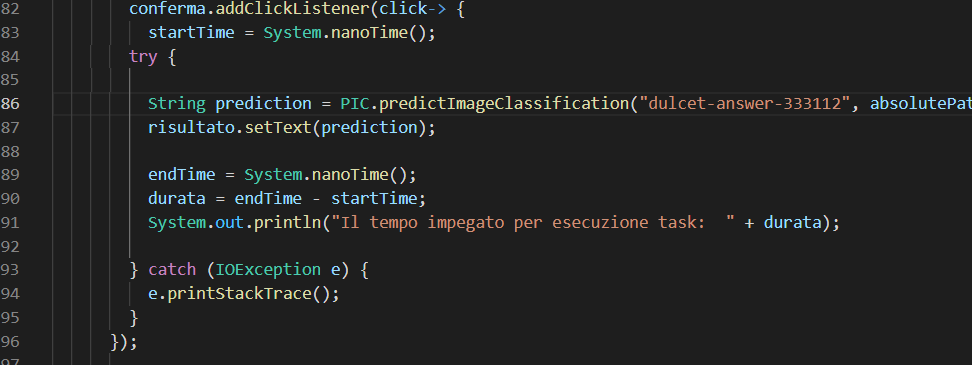 82 conferma.addClickListener(click-> {
83 startTime = System.nanoTime();
84 try {
85
86 String prediction = PIC.predictImageClassification("dulcet-answer-333112", absolutePat
87 risultato.setText(prediction);
88
89 endTime = System.nanoTime();
90 durata = endTime - startTime;
91 System.out.println("Il tempo impegato per esecuzione task:  " + durata);
92
93 } catch (IOException e) {
94 e.printStackTrace();
95 }
96 });
97